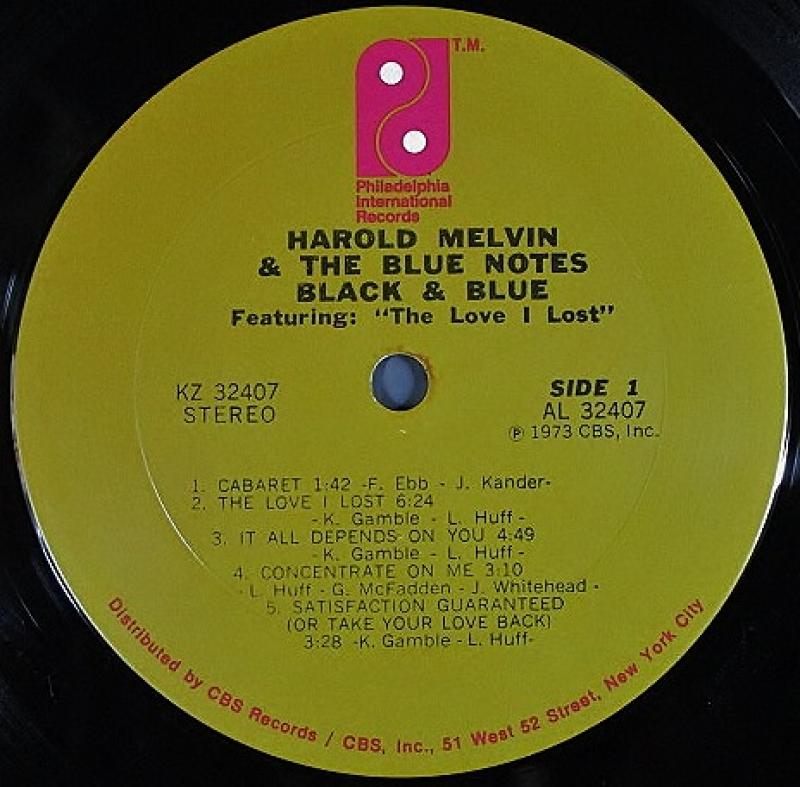 T.M.
Philadelphia
International
Records
HAROLD MELVIN
& THE BLUE NOTES
BLACK & BLUE
Featuring: "The Love I Lost"
KZ 32407
STEREO
SIDE 1
AL 32407
℗ 1973 CBS, Inc.
1. CABARET 1:42 -F. Ebb - J. Kander-
2. THE LOVE I LOST 6:24
-K. Gamble - L. Huff -
3. IT ALL DEPENDS ON YOU 4:49
-K. Gamble - L. Huff -
4. CONCENTRATE ON ME 3:10
-L. Huff - G. McFadden - J. Whitehead -
5. SATISFACTION GUARANTEED
(OR TAKE YOUR LOVE BACK)
3:28 -K. Gamble - L. Huff-
Distributed by CBS Records / CBS, Inc., 51 West 52 Street, New York City